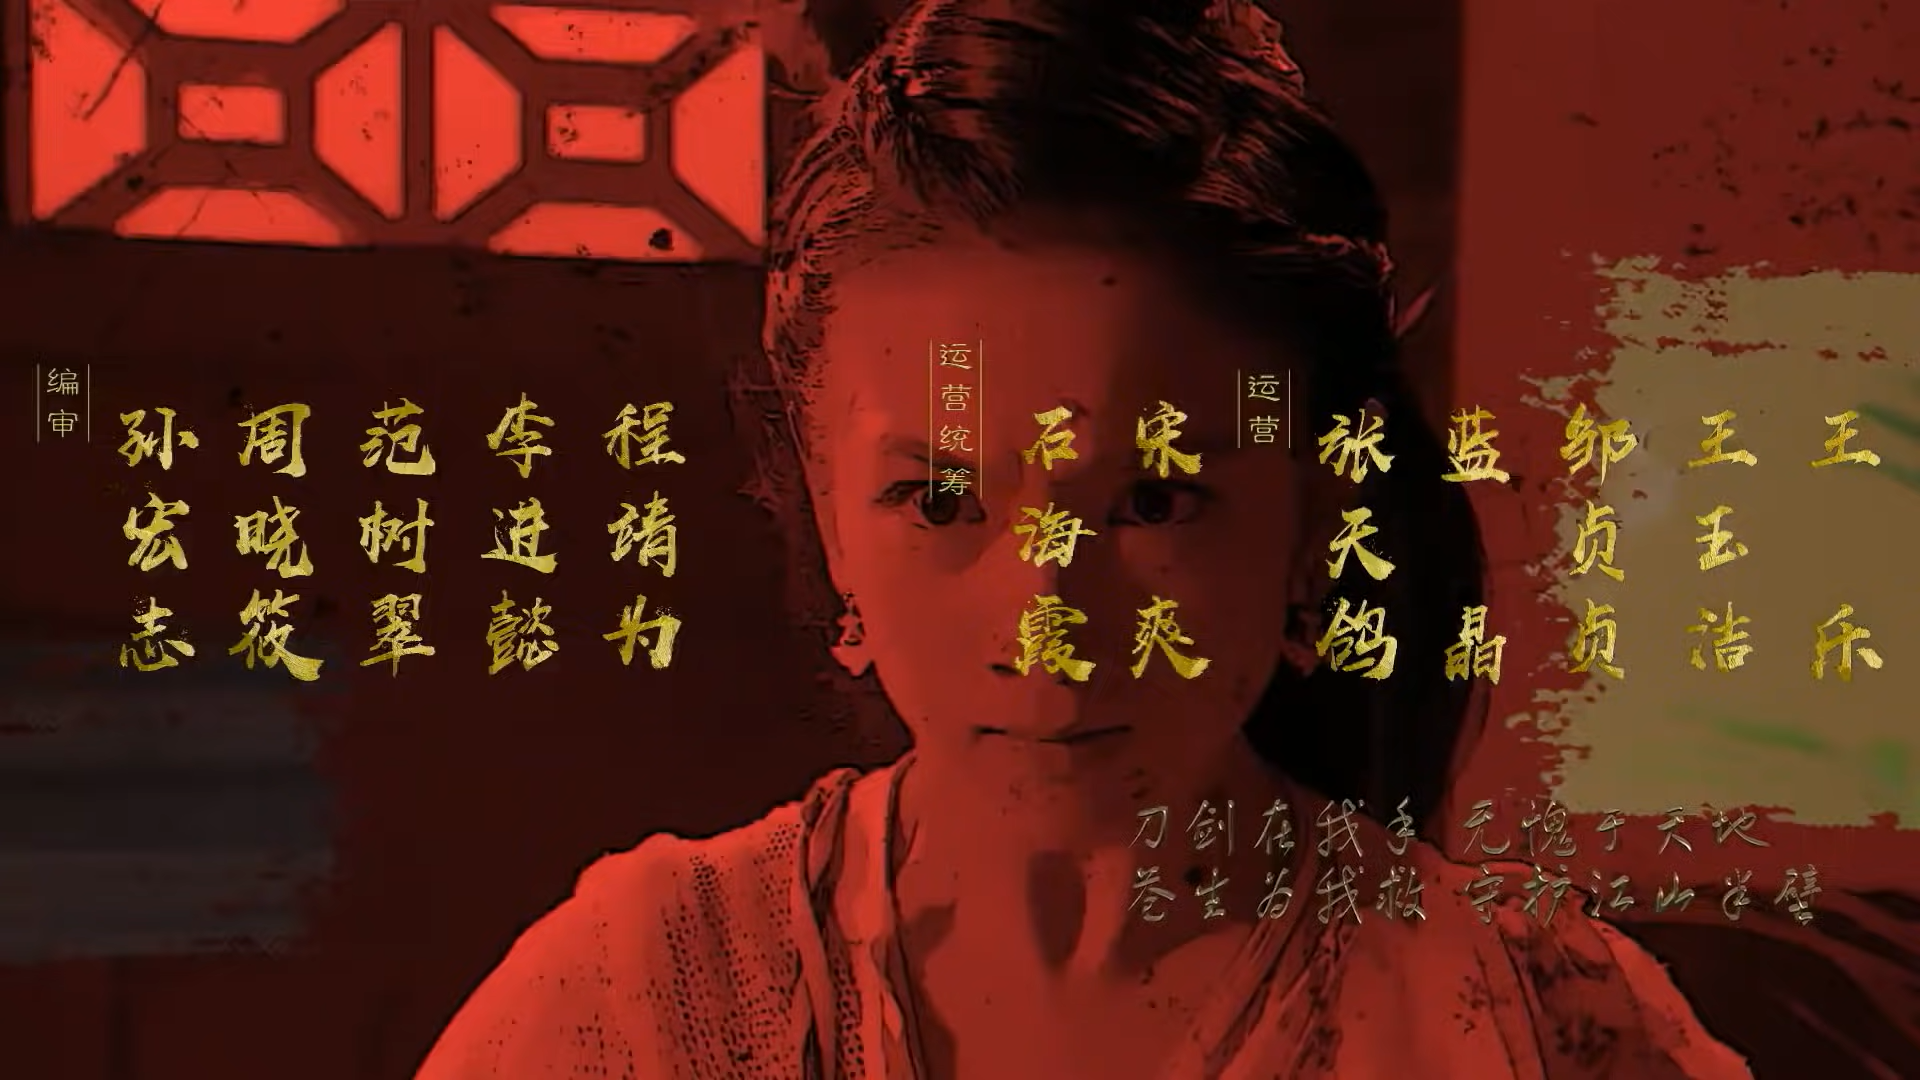 编审
孙宏志
周晓筱
范树翠
李进懿
程靖为
运营统筹
石海霞
宋爽
运营
张天鸽
蓝晶
邹贞贞
王玉洁
王乐
刀剑在我手 无愧于天地
苍生为我救 守护江山半壁